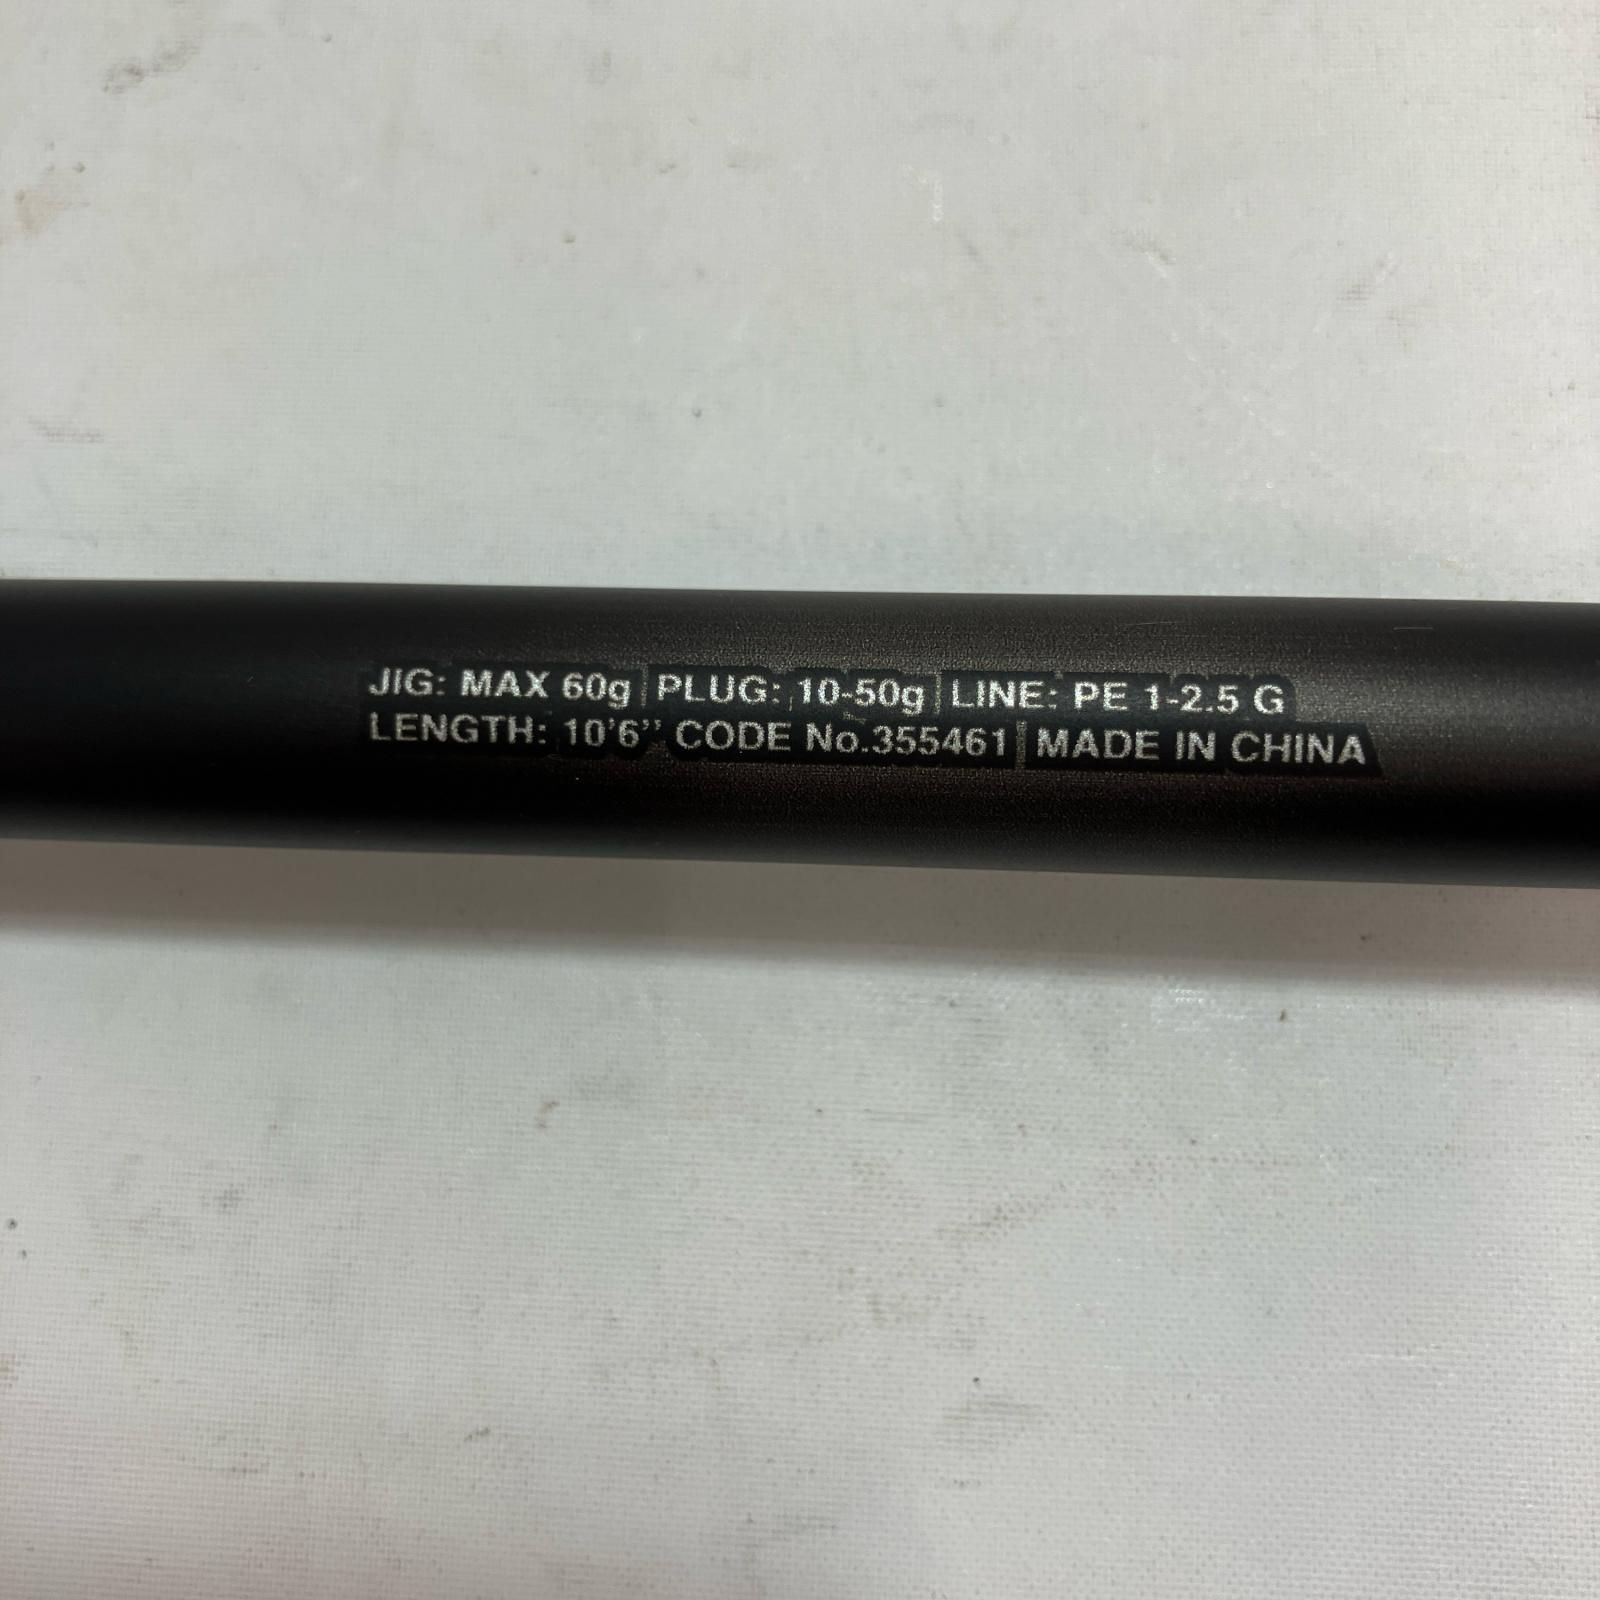 JIG: MAX 60g | PLUG: 10-50g | LINE: PE 1-2.5 G
LENGTH: 10'6" CODE No.355461 | MADE IN CHINA